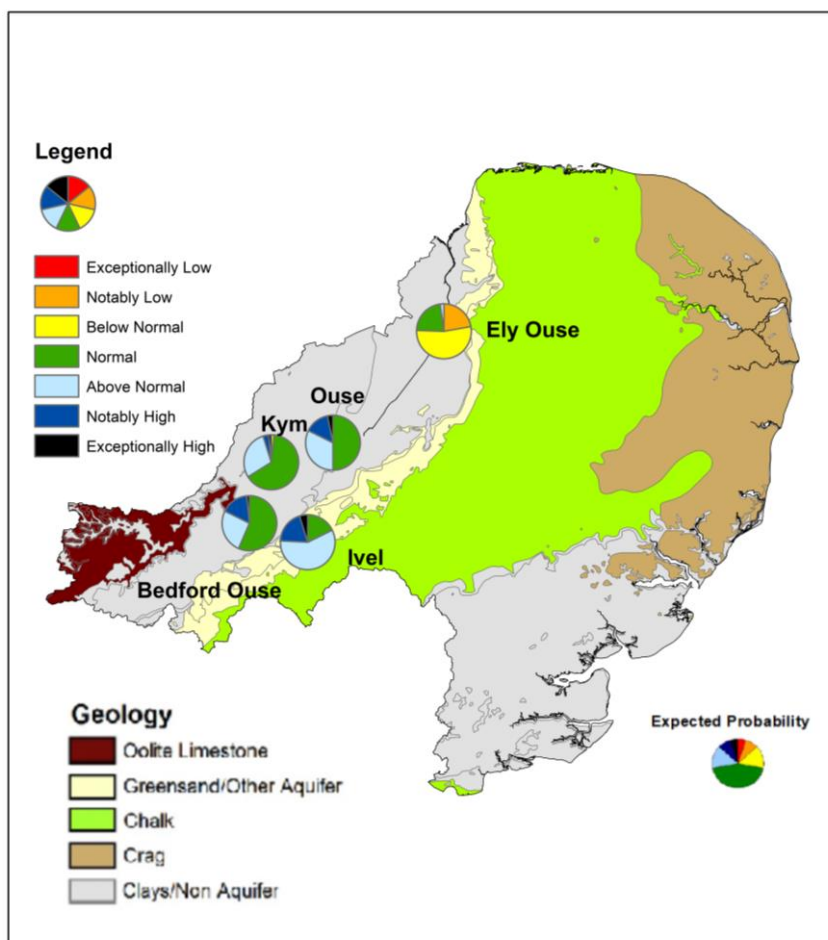 Legend
Exceptionally Low
Notably Low
Below Normal
Normal
Above Normal
Notably High
Exceptionally High
Ely Ouse
Ouse
Kym
Ivel
Bedford Ouse
Geology
Oolite Limestone
Greensand/Other Aquifer
Chalk
Crag
Clays/Non Aquifer
Expected Probability